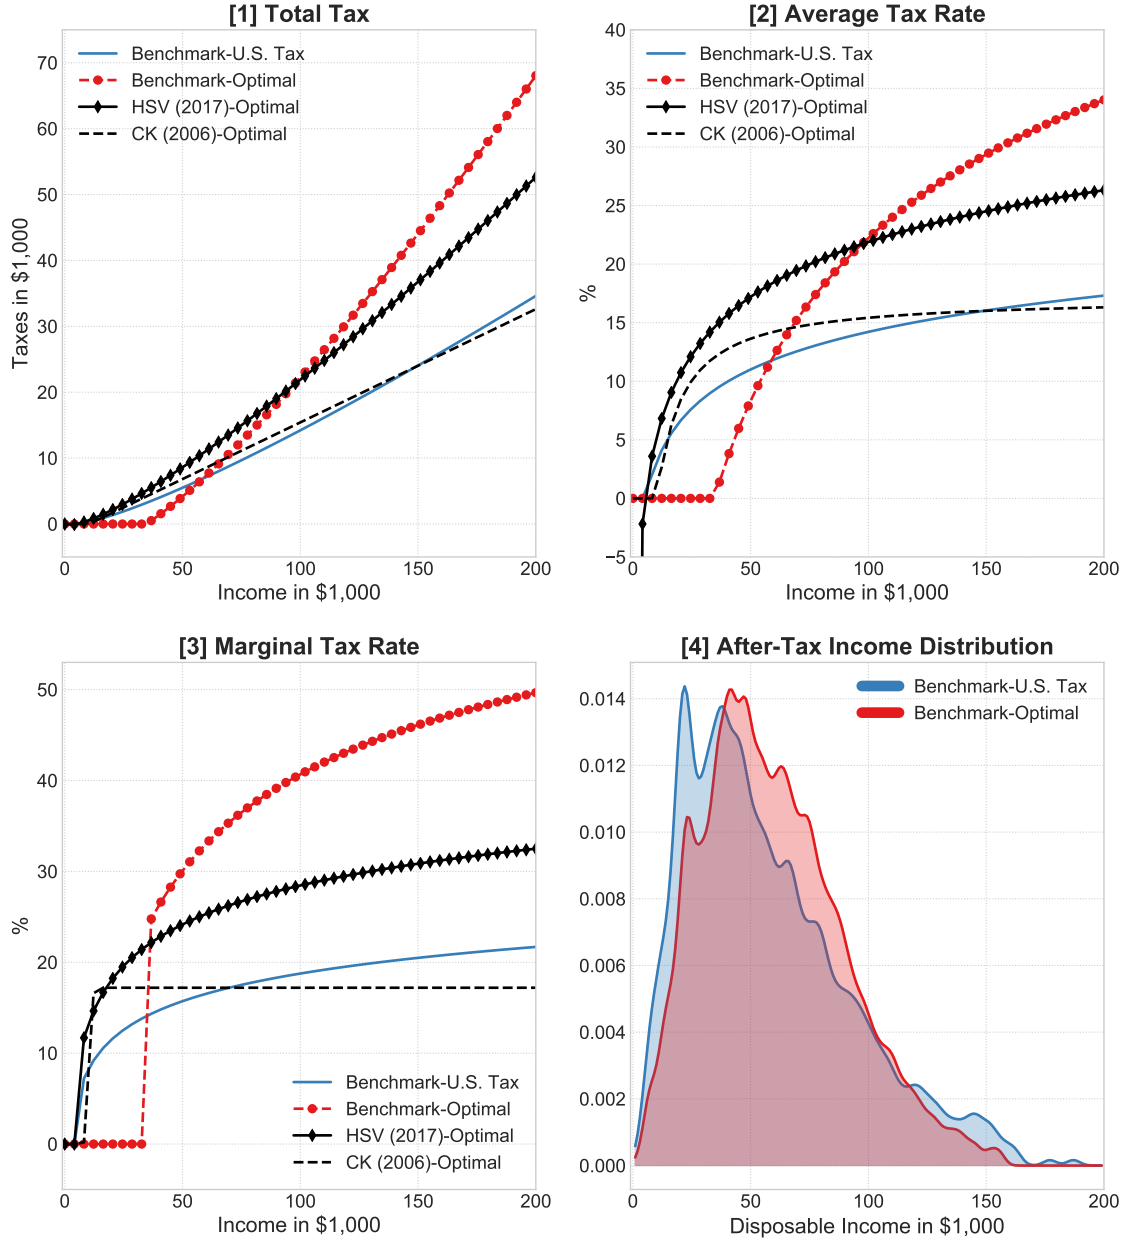 [1] Total Tax
Benchmark-U.S. Tax
Benchmark-Optimal
HSV (2017)-Optimal
CK (2006)-Optimal
Taxes in $1,000
70
60
50
40
30
20
10
0
0 50 100 150 200
Income in $1,000
[2] Average Tax Rate
Benchmark-U.S. Tax
Benchmark-Optimal
HSV (2017)-Optimal
CK (2006)-Optimal
%
40
35
30
25
20
15
10
5
0
−5
0 50 100 150 200
Income in $1,000
[3] Marginal Tax Rate
%
50
40
30
20
10
0
Benchmark-U.S. Tax
Benchmark-Optimal
HSV (2017)-Optimal
CK (2006)-Optimal
0 50 100 150 200
Income in $1,000
[4] After-Tax Income Distribution
Benchmark-U.S. Tax
Benchmark-Optimal
0.014
0.012
0.010
0.008
0.006
0.004
0.002
0.000
0 50 100 150 200
Disposable Income in $1,000